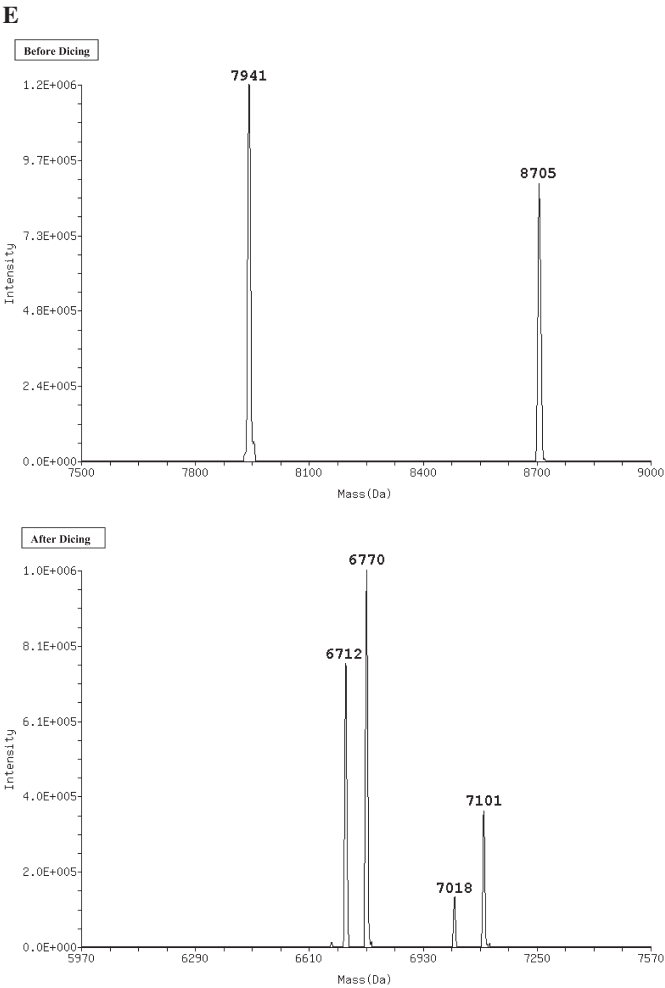 E
Before Dicing
7941
1.2E+006
8705
9.7E+005
7.3E+005
Intensity
4.8E+005
2.4E+005
0.0E+000
7500 7800 8100 8400 8700 9000
Mass(Da)
After Dicing
6770
1.0E+006
6712
8.1E+005
6.1E+005
Intensity
7101
4.0E+005
7018
2.0E+005
0.0E+000
5970 6290 6610 6930 7250 7570
Mass(Da)